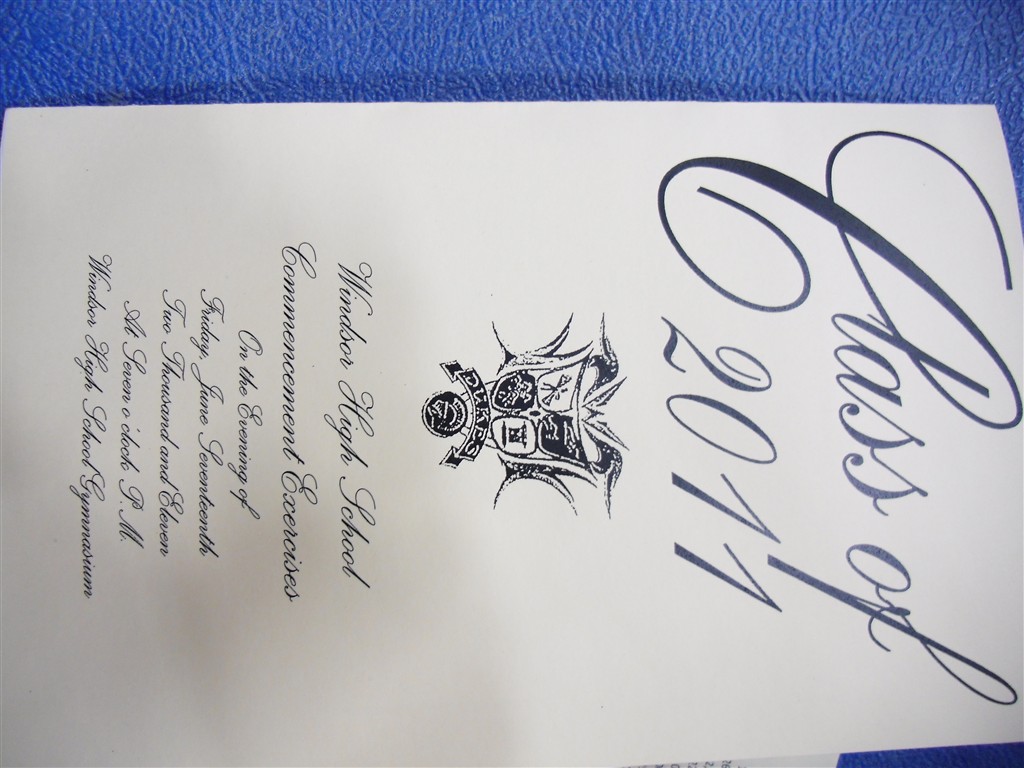 Class of
2011
DUKES
Windsor High School
Commencement Exercises
On the Evening of
Friday, June Seventeenth
Two Thousand and Eleven
At Seven o'clock P.M.
Windsor High School Gymnasium